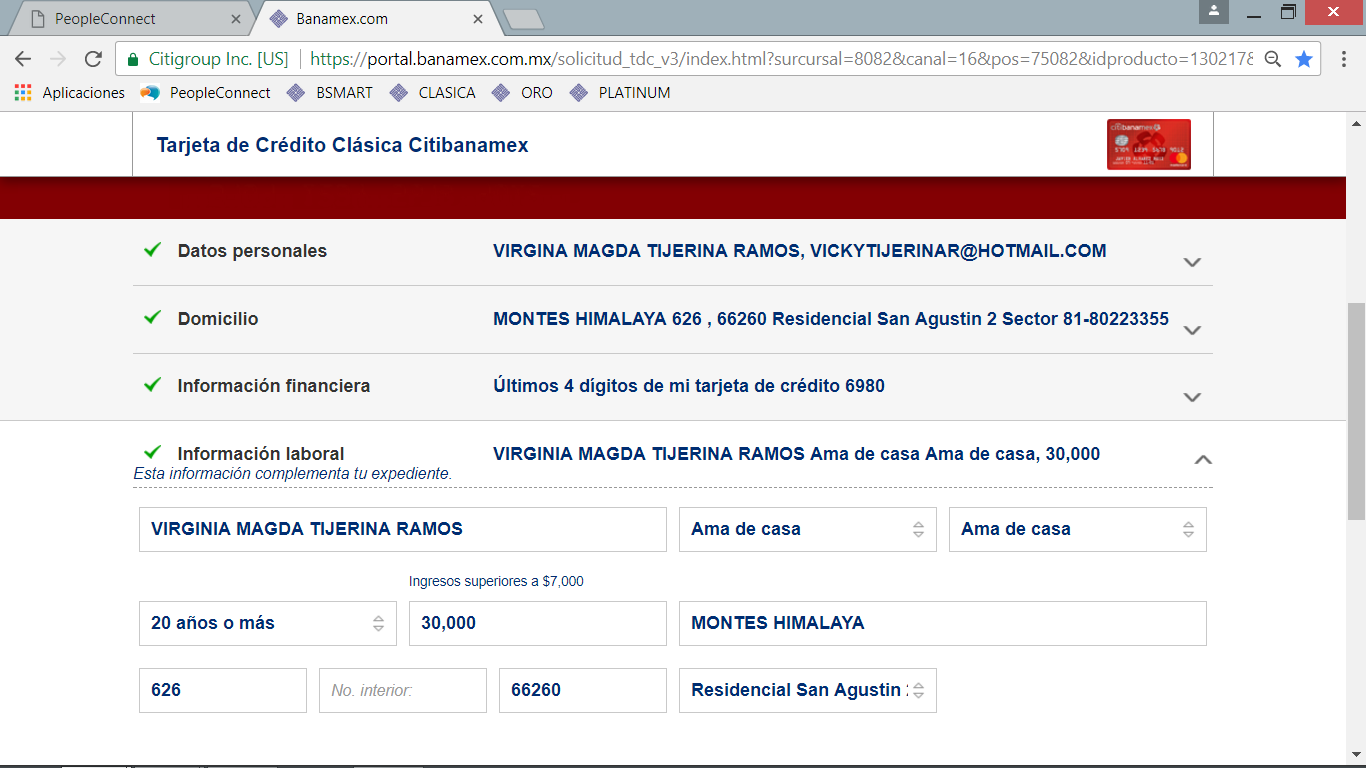 PeopleConnect
Banamex.com
Citigroup Inc. [US] https://portal.banamex.com.mx/solicitud_tdc_v3/index.html?surcursal=8082&canal=16&pos=75082&idproducto=130217&
Aplicaciones PeopleConnect BSMART CLASICA ORO PLATINUM
Tarjeta de Crédito Clásica Citibanamex
citibanamex
Datos personales VIRGINA MAGDA TIJERINA RAMOS, VICKYTIJERINAR@HOTMAIL.COM
Domicilio MONTES HIMALAYA 626 , 66260 Residencial San Agustin 2 Sector 81-80223355
Información financiera Últimos 4 dígitos de mi tarjeta de crédito 6980
Información laboral VIRGINIA MAGDA TIJERINA RAMOS Ama de casa Ama de casa, 30,000
Esta información complementa tu expediente.
VIRGINIA MAGDA TIJERINA RAMOS Ama de casa Ama de casa
Ingresos superiores a $7,000
20 años o más 30,000 MONTES HIMALAYA
626 No. interior: 66260 Residencial San Agustin